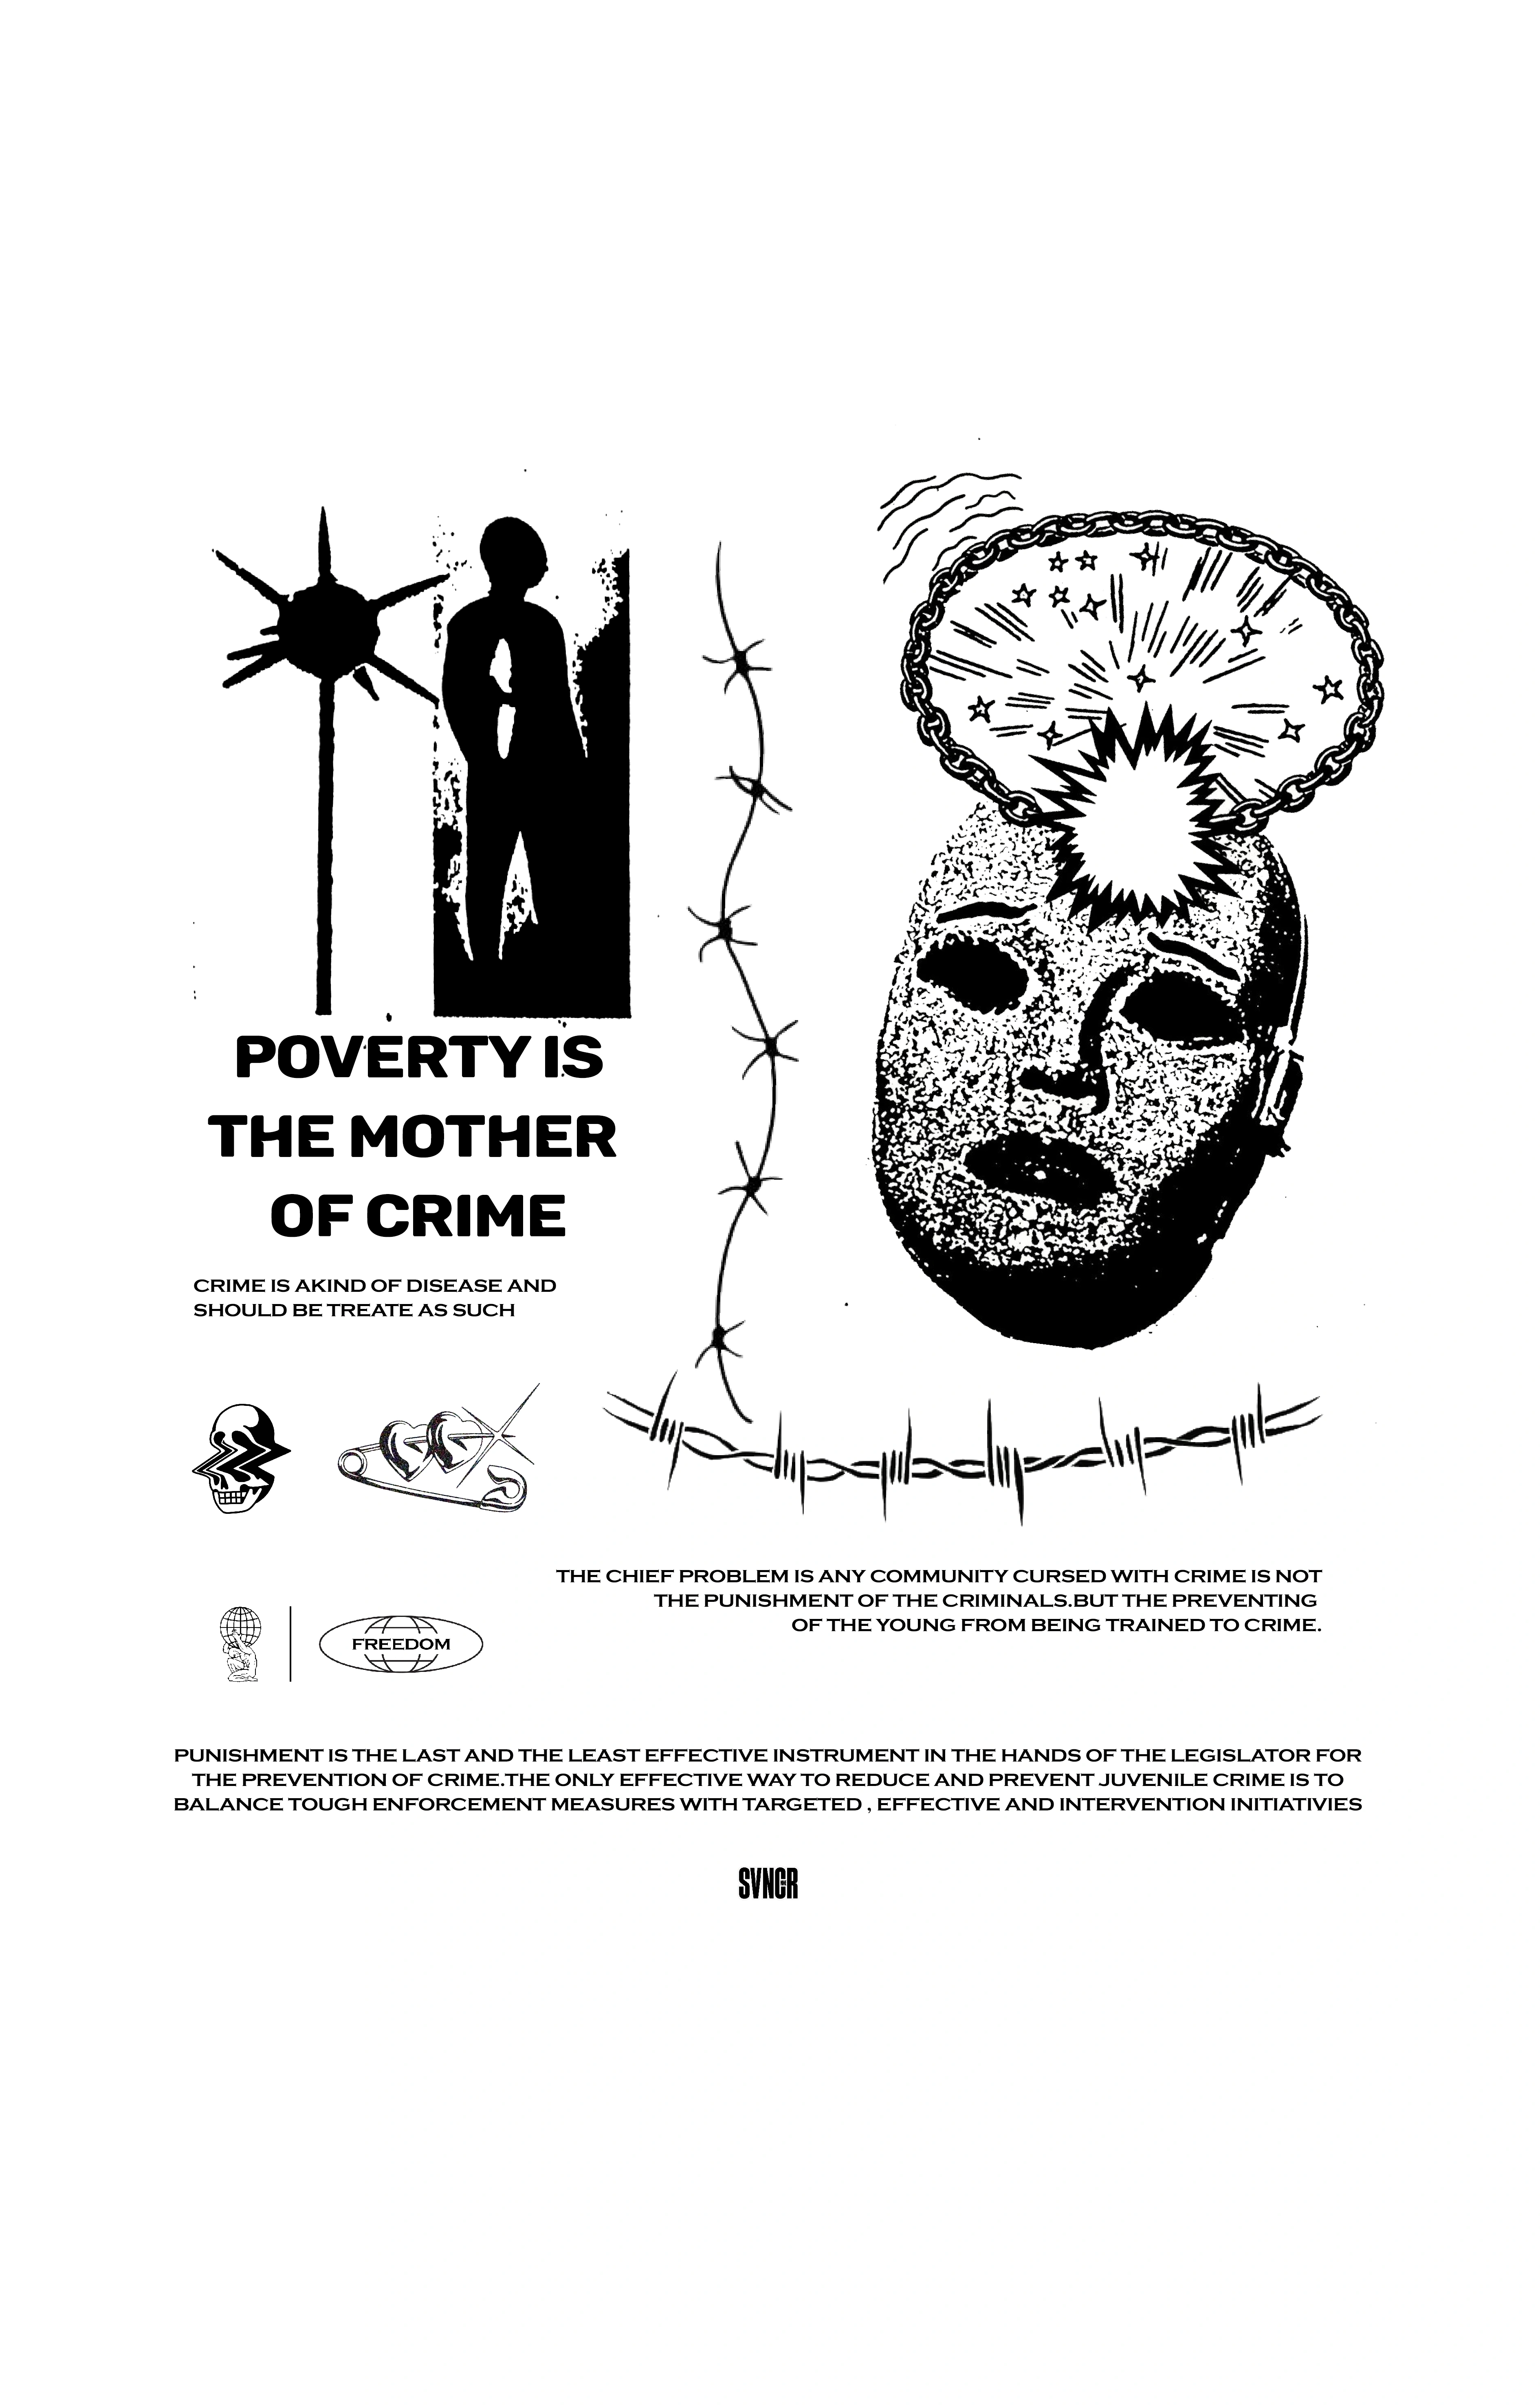 POVERTY IS
THE MOTHER
OF CRIME
CRIME IS AKIND OF DISEASE AND
SHOULD BE TREATE AS SUCH
THE CHIEF PROBLEM IS ANY COMMUNITY CURSED WITH CRIME IS NOT
THE PUNISHMENT OF THE CRIMINALS.BUT THE PREVENTING
OF THE YOUNG FROM BEING TRAINED TO CRIME.
FREEDOM
PUNISHMENT IS THE LAST AND THE LEAST EFFECTIVE INSTRUMENT IN THE HANDS OF THE LEGISLATOR FOR
THE PREVENTION OF CRIME.THE ONLY EFFECTIVE WAY TO REDUCE AND PREVENT JUVENILE CRIME IS TO
BALANCE TOUGH ENFORCEMENT MEASURES WITH TARGETED , EFFECTIVE AND INTERVENTION INITIATIVIES
SVNCR